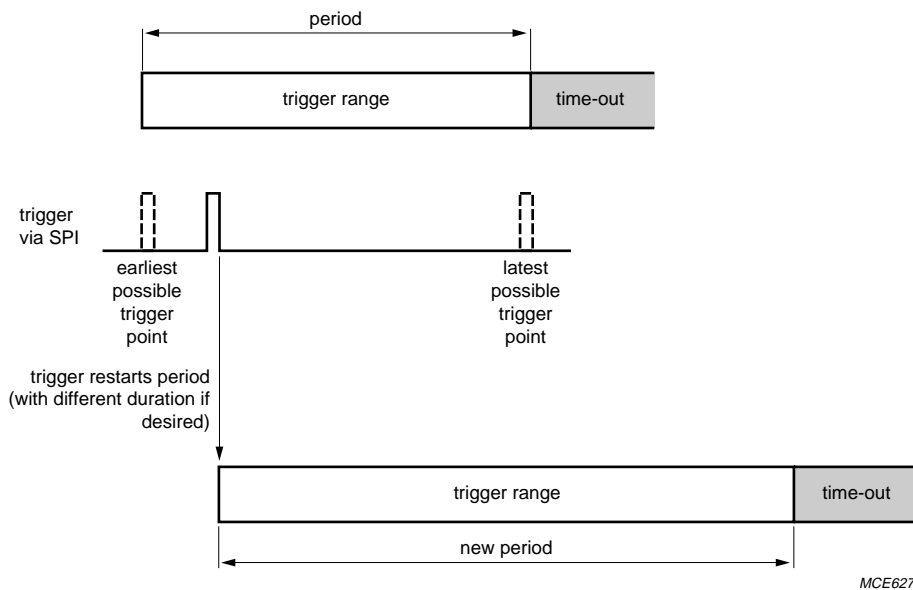 period
trigger range
time-out
trigger
via SPI
earliest
possible
trigger
point
latest
possible
trigger
point
trigger restarts period
(with different duration if
desired)
trigger range
time-out
new period
MCE627